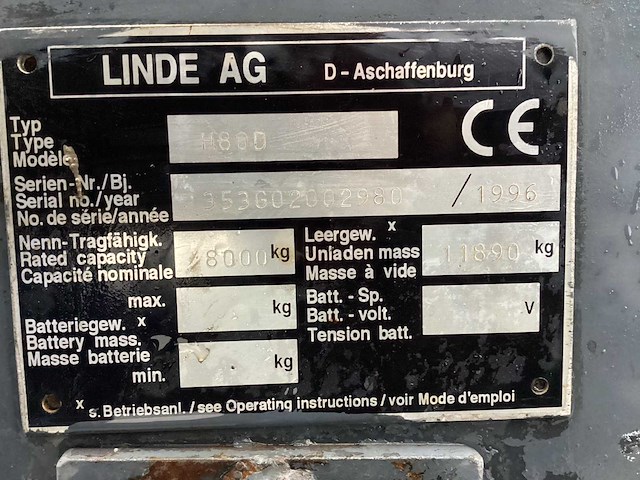 LINDE AG D - Aschaffenburg
Typ
Type
Modèle
H80D
CE
Serien-Nr./Bj.
Serial no./year
No. de série/année
353G02002980 / 1996
Nenn-Tragfähigk.
Rated capacity
Capacité nominale
8000 kg
Leergew. x
Unladen mass
Masse à vide
11890 kg
max.
kg
Batteriegew. x
Battery mass.
Masse batterie
min.
kg
Batt. - Sp.
Batt. - volt.
Tension batt.
V
x s. Betriebsanl. / see Operating instructions / voir Mode d'emploi